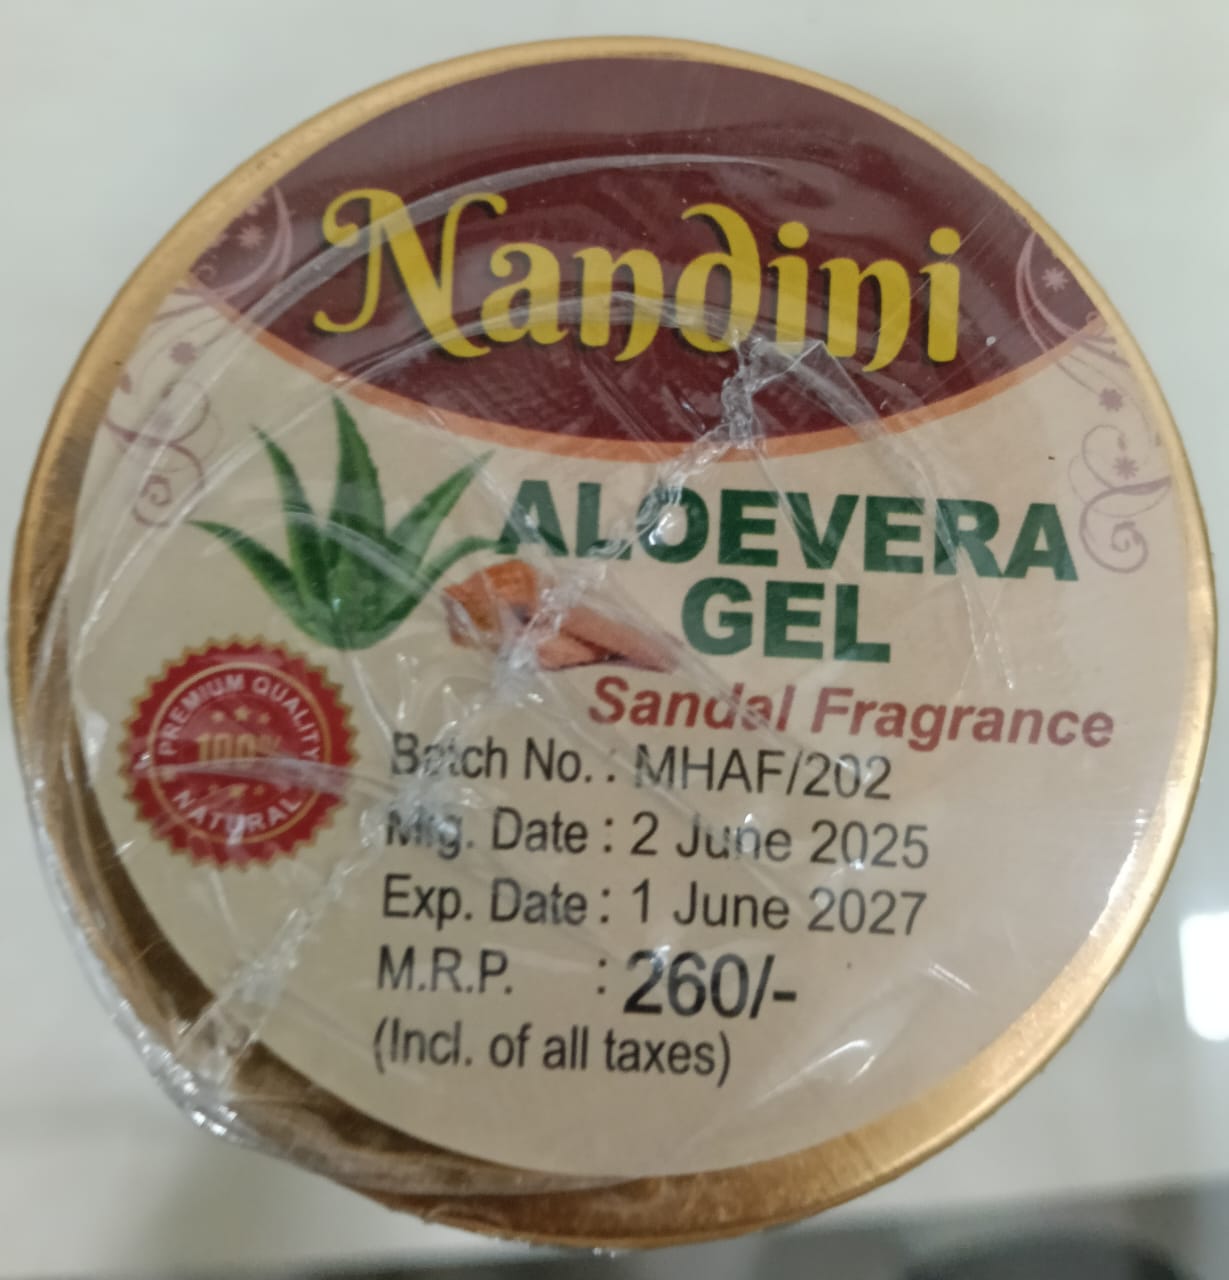 Nandini
ALOEVERA
GEL
Sandal Fragrance
PREMIUM QUALITY
100%
NATURAL
Batch No. : MHAF/202
Mfg. Date : 2 June 2025
Exp. Date : 1 June 2027
M.R.P. : 260/-
(Incl. of all taxes)